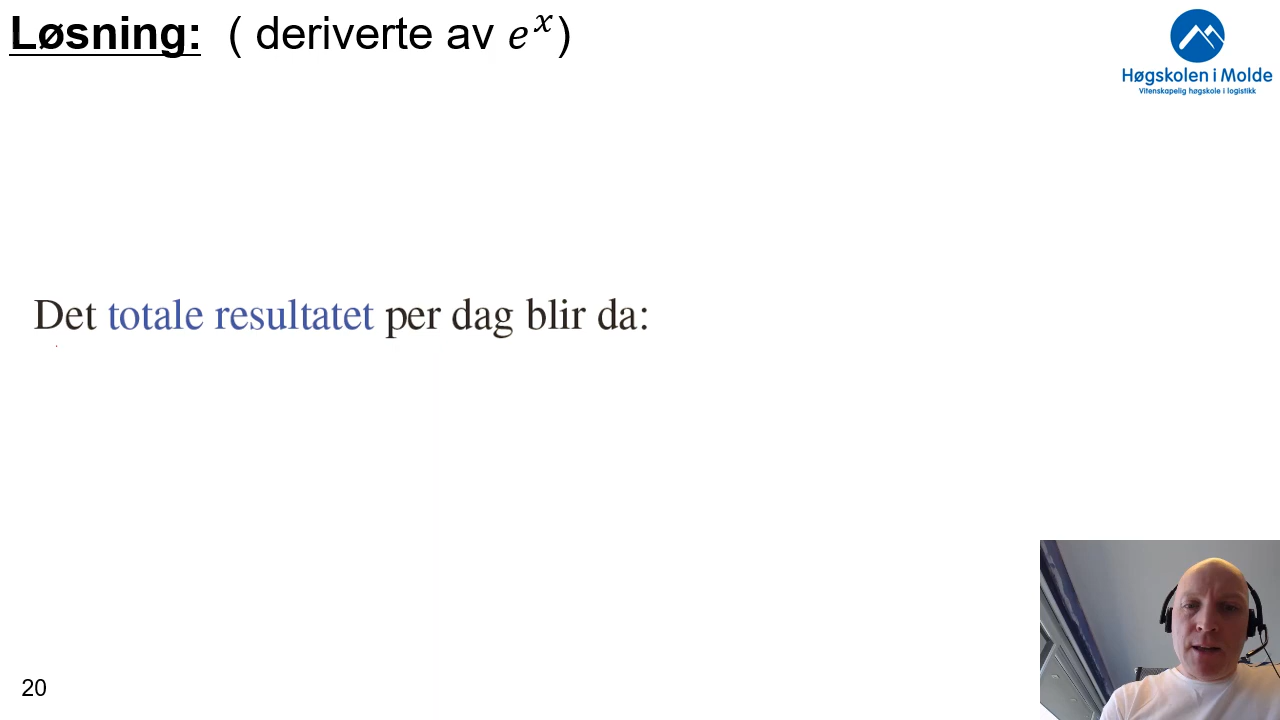 Løsning: ( deriverte av e^x)
Høgskolen i Molde
Vitenskapelig høgskole i logistikk
Det totale resultatet per dag blir da:
20